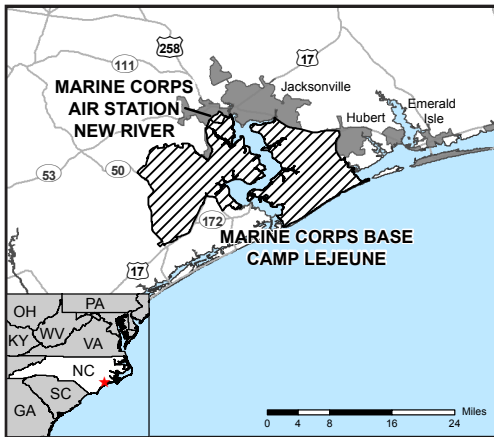 258
17
111
MARINE CORPS
AIR STATION
NEW RIVER
Jacksonville
Emerald
Isle
Hubert
50
53
172
MARINE CORPS BASE
CAMP LEJEUNE
17
OH
PA
WV
KY
VA
NC
SC
GA
0 4 8 16 24
Miles